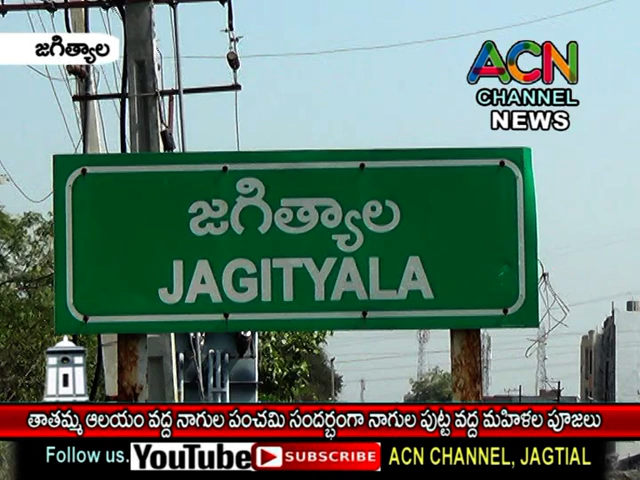 జగిత్యాల
ACN
CHANNEL
NEWS
జగిత్యాల
JAGITYALA
తాతమ్మ ఆలయం వద్ద నాగుల పంచమి సందర్భంగా నాగుల పుట్ట వద్ద మహిళల పూజలు
Follow us. YouTube SUBSCRIBE ACN CHANNEL, JAGTIAL